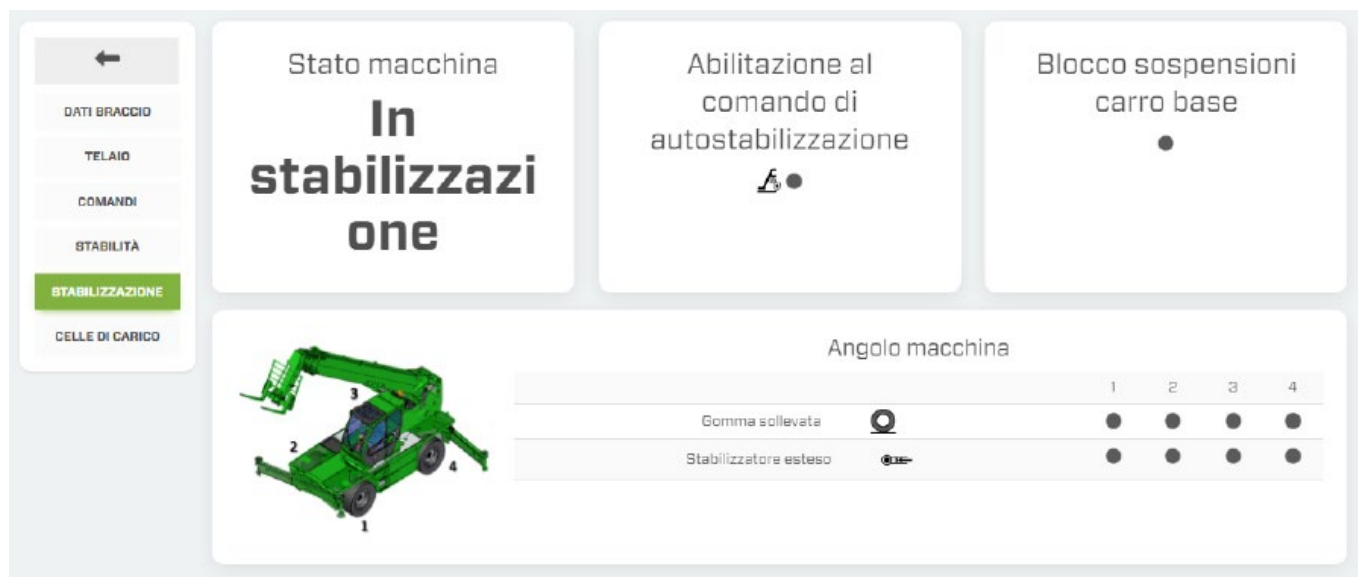 DATI BRACCIO
TELAIO
COMANDI
STABILITÀ
STABILIZZAZIONE
CELLE DI CARICO
Stato macchina
In
stabilizzazi
one
Abilitazione al
comando di
autostabilizzazione
Blocco sospensioni
carro base
3
2
4
1
Angolo macchina
1 2 3 4
Gomma sollevata
Stabilizzatore esteso